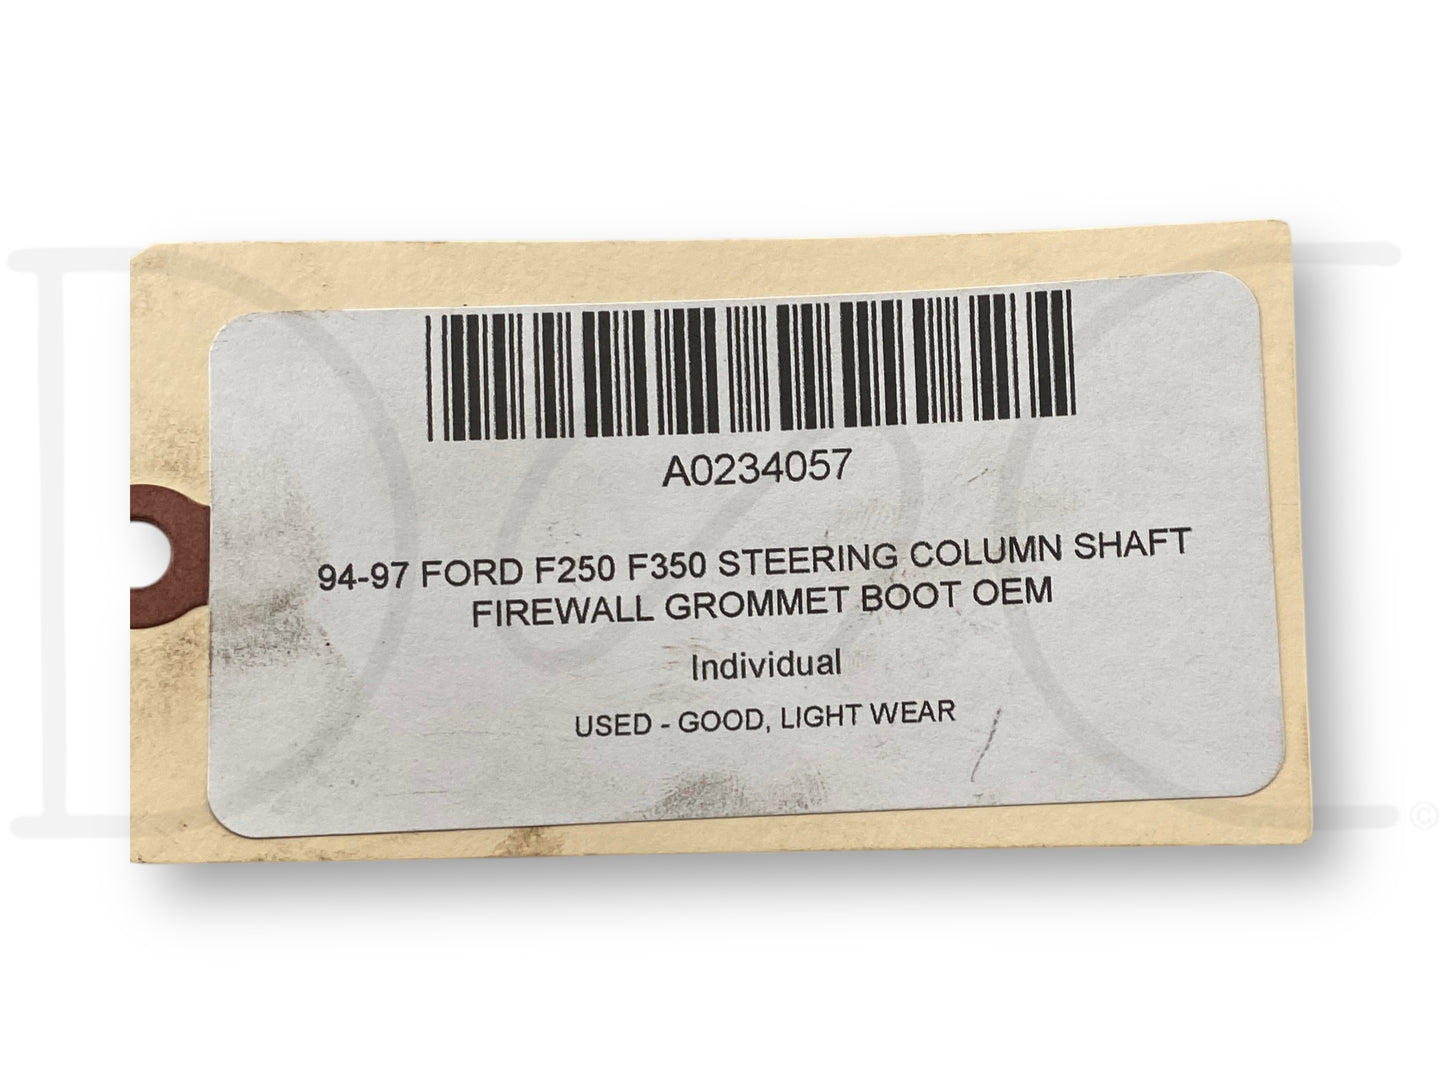 A0234057
94-97 FORD F250 F350 STEERING COLUMN SHAFT
FIREWALL GROMMET BOOT OEM
Individual
USED - GOOD, LIGHT WEAR
©